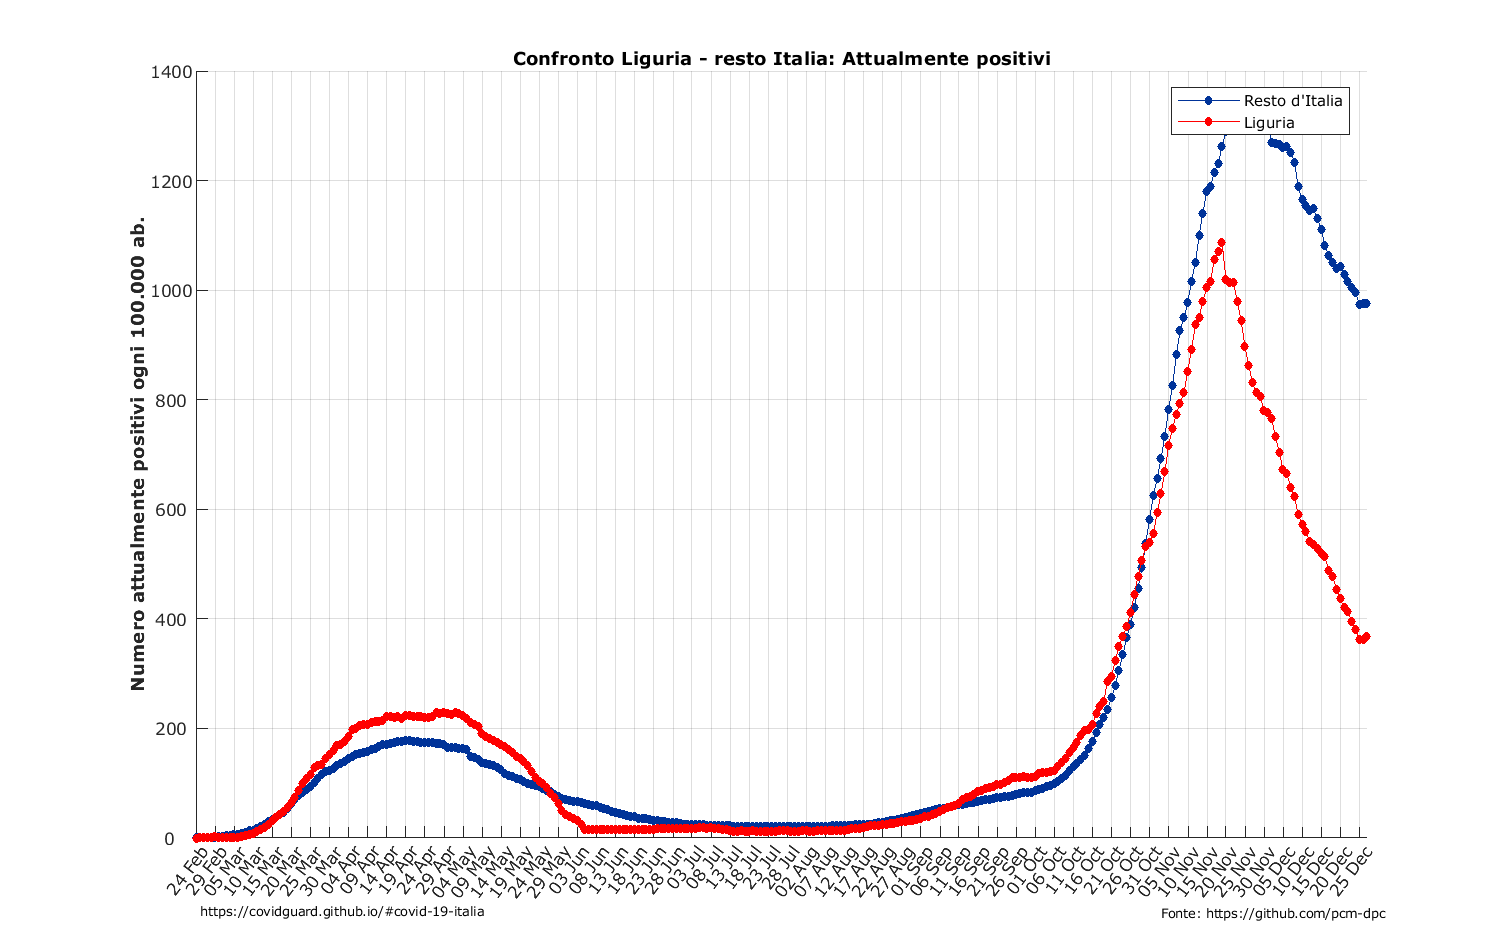 Confronto Liguria - resto Italia: Attualmente positivi
Numero attualmente positivi ogni 100.000 ab.
1400
1200
1000
800
600
400
200
0
Resto d'Italia
Liguria
24 Feb
29 Feb
05 Mar
10 Mar
15 Mar
20 Mar
25 Mar
30 Mar
04 Apr
09 Apr
14 Apr
19 Apr
24 Apr
29 Apr
04 May
09 May
14 May
19 May
24 May
29 May
03 Jun
08 Jun
13 Jun
18 Jun
23 Jun
28 Jun
03 Jul
08 Jul
13 Jul
18 Jul
23 Jul
28 Jul
02 Aug
07 Aug
12 Aug
17 Aug
22 Aug
27 Aug
01 Sep
06 Sep
11 Sep
16 Sep
21 Sep
26 Sep
01 Oct
06 Oct
11 Oct
16 Oct
21 Oct
26 Oct
31 Oct
05 Nov
10 Nov
15 Nov
20 Nov
25 Nov
30 Nov
05 Dec
10 Dec
15 Dec
20 Dec
25 Dec
https://covidguard.github.io/#covid-19-italia
Fonte: https://github.com/pcm-dpc